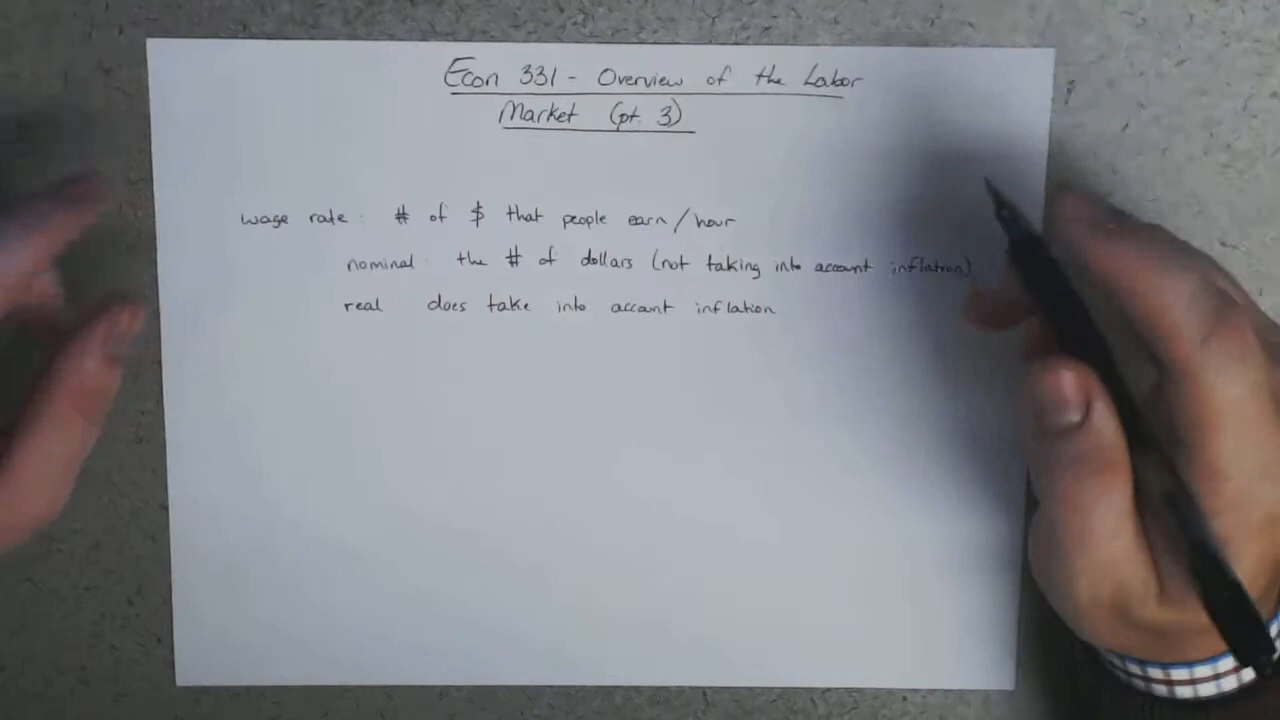 Econ 331 - Overview of the Labor
Market (pt. 3)
wage rate: # of $ that people earn/hour
nominal: the # of dollars (not taking into account inflation)
real: does take into account inflation